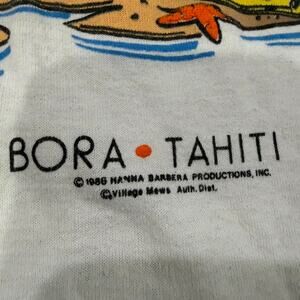 BORA • TAHITI
© 1986 HANNA BARBERA PRODUCTIONS, INC.
© Village Mews Auth. Dist.